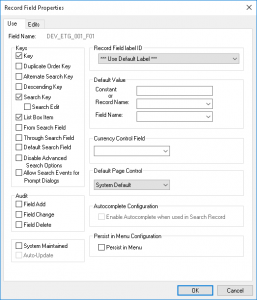 Record Field Properties
Use
Edits
Field Name: DEV_ETG_001_F01
Keys
Key
Duplicate Order Key
Alternate Search Key
Descending Key
Search Key
Search Edit
List Box Item
From Search Field
Through Search Field
Default Search Field
Disable Advanced
Search Options
Allow Search Events for
Prompt Dialogs
Audit
Field Add
Field Change
Field Delete
System Maintained
Auto-Update
Record Field label ID
*** Use Default Label ***
Default Value
Constant
or
Record Name:
Field Name:
Currency Control Field
Default Page Control
System Default
Autocomplete Configuration
Enable Autocomplete when used in Search Record
Persist in Menu Configuration
Persist in Menu
OK
Cancel